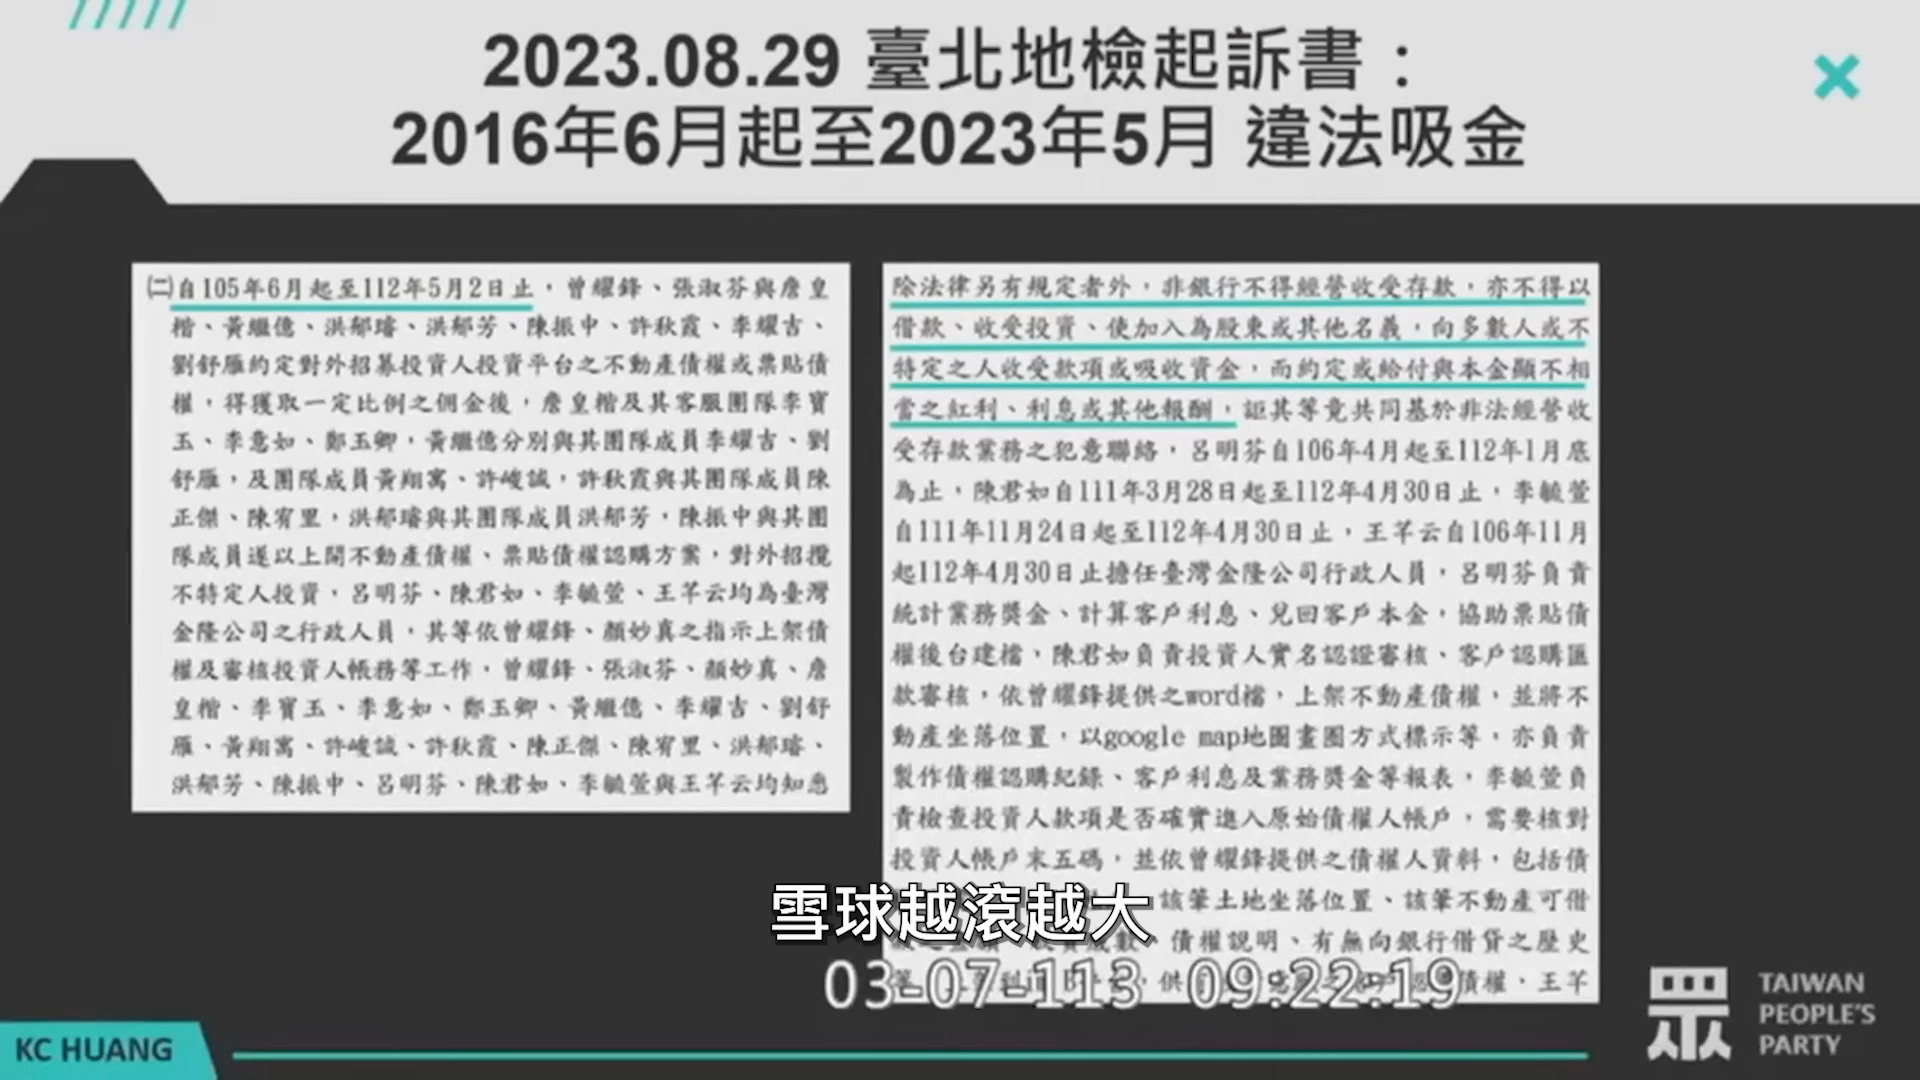 2023.08.29 臺北地檢起訴書：
2016年6月起至2023年5月 違法吸金
㈡自105年6月起至112年5月2日止，曾耀鋒、張淑芬與詹皇
楷、黃繼億、洪郁璿、洪郁芳、陳振中、許秋霞、李耀吉、
劉舒雁約定對外招募投資人投資平台之不動產債權或票貼債
權，得獲取一定比例之佣金後，詹皇楷及其客服團隊李寶
玉、李意如、鄭玉卿，黃繼億分別與其團隊成員李耀吉、劉
舒雁，及團隊成員黃翔寓、許峻誠，許秋霞與其團隊成員陳
正傑、陳宥里，洪郁璿與其團隊成員洪郁芳，陳振中與其團
隊成員遂以上開不動產債權、票貼債權認購方案，對外招攬
不特定人投資，呂明芬、陳君如、李毓萱、王芊云均為臺灣
金隆公司之行政人員，其等依曾耀鋒、顏妙真之指示上架債
權及審核投資人帳務等工作。曾耀鋒、張淑芬、顏妙真、詹
皇楷、李寶玉、李意如、鄭玉卿、黃繼億、李耀吉、劉舒
雁、黃翔寓、許峻誠、許秋霞、陳正傑、陳宥里、洪郁璿、
洪郁芳、陳振中、呂明芬、陳君如、李毓萱與王芊云均知悉
除法律另有規定者外，非銀行不得經營收受存款，亦不得以
借款、收受投資、使加入為股東或其他名義，向多數人或不
特定之人收受款項或吸收資金，而約定或給付與本金顯不相
當之紅利、利息或其他報酬，詎其等竟共同基於非法經營收
受存款業務之犯意聯絡，呂明芬自106年4月起至112年1月底
為止，陳君如自111年3月28日起至112年4月30日止，李毓萱
自111年11月24日起至112年4月30日止，王芊云自106年11月
起112年4月30日止擔任臺灣金隆公司行政人員，呂明芬負責
統計業務獎金、計算客戶利息、兌回客戶本金，協助票貼債
權後台建檔，陳君如負責投資人實名認證審核、客戶認購匯
款審核，依曾耀鋒提供之word檔，上架不動產債權，並將不
動產坐落位置，以google map地圖畫圈方式標示等，亦負責
製作債權認購紀錄、客戶利息及業務獎金等報表，李毓萱負
責檢查投資人款項是否確實進入原始債權人帳戶，需要核對
投資人帳戶末五碼，並依曾耀鋒提供之債權人資料，包括債
該筆土地坐落位置、該筆不動產可借
債權說明、有無向銀行借貸之歷史
債權，王芊
雪球越滾越大
03-07-113 09:22:19
KC HUANG
眾
TAIWAN
PEOPLE'S
PARTY